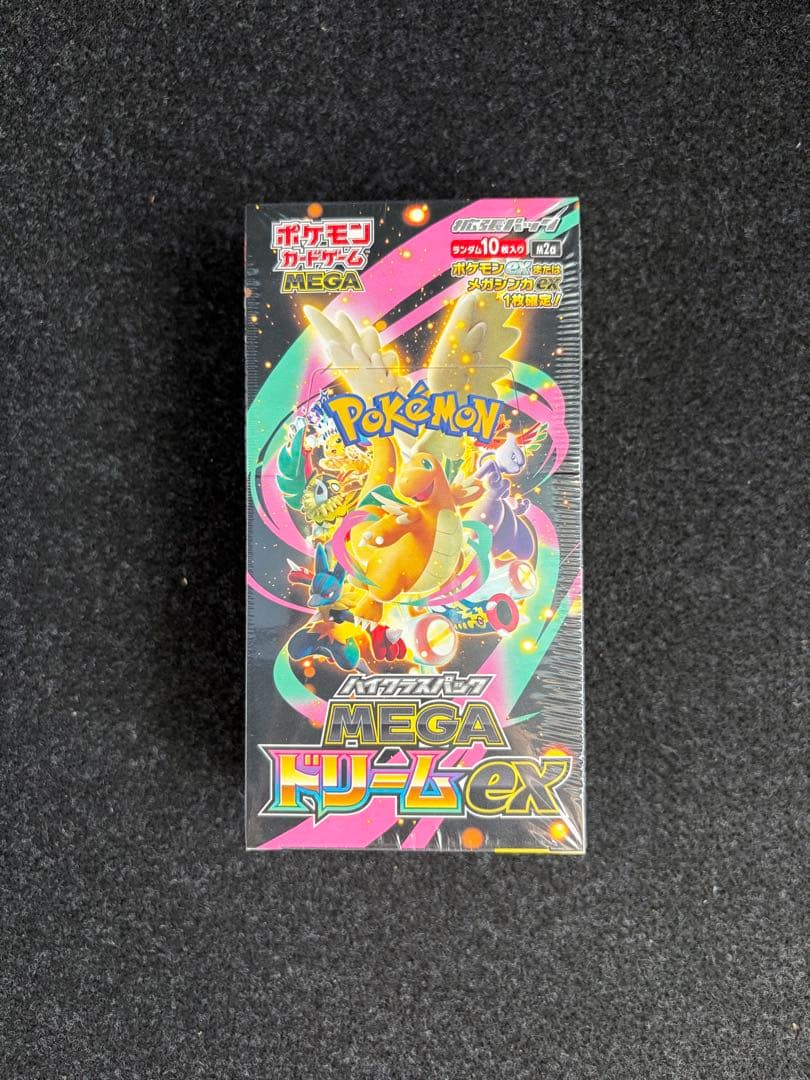 ポケモン
カードゲーム
MEGA
拡張パック
ランダム10枚入り M2a
ポケモンexまたは
メガシンカex
1枚確定!
POKéMON
ハイクラスパック
MEGA
ドリームex